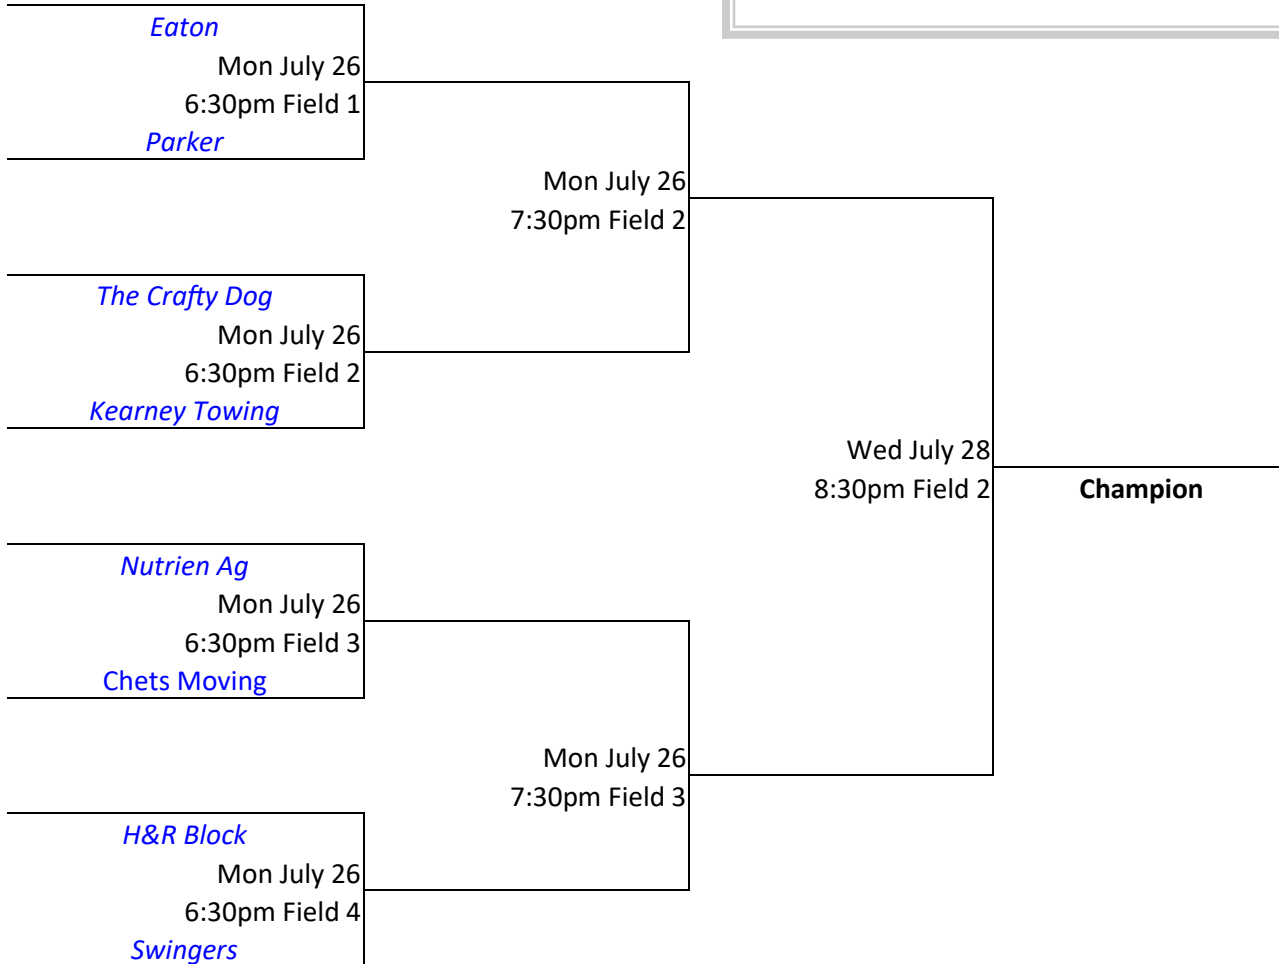 Eaton
Mon July 26
6:30pm Field 1
Parker
Mon July 26
7:30pm Field 2
The Crafty Dog
Mon July 26
6:30pm Field 2
Kearney Towing
Wed July 28
8:30pm Field 2
Champion
Nutrien Ag
Mon July 26
6:30pm Field 3
Chets Moving
Mon July 26
7:30pm Field 3
H&R Block
Mon July 26
6:30pm Field 4
Swingers